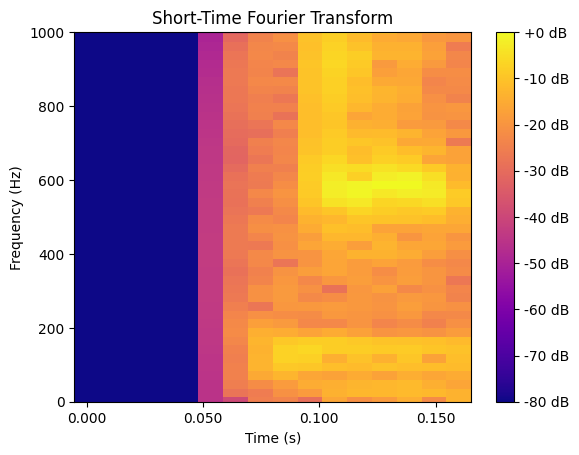 Short-Time Fourier Transform
1000
800
600
400
200
0
Frequency (Hz)
0.000
0.050
0.100
0.150
Time (s)
+0 dB
-10 dB
-20 dB
-30 dB
-40 dB
-50 dB
-60 dB
-70 dB
-80 dB